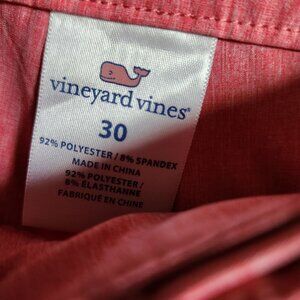 vineyard vines®
30
92% POLYESTER / 8% SPANDEX
MADE IN CHINA
92% POLYESTER /
8% ÉLASTHANNE
FABRIQUÉ EN CHINE